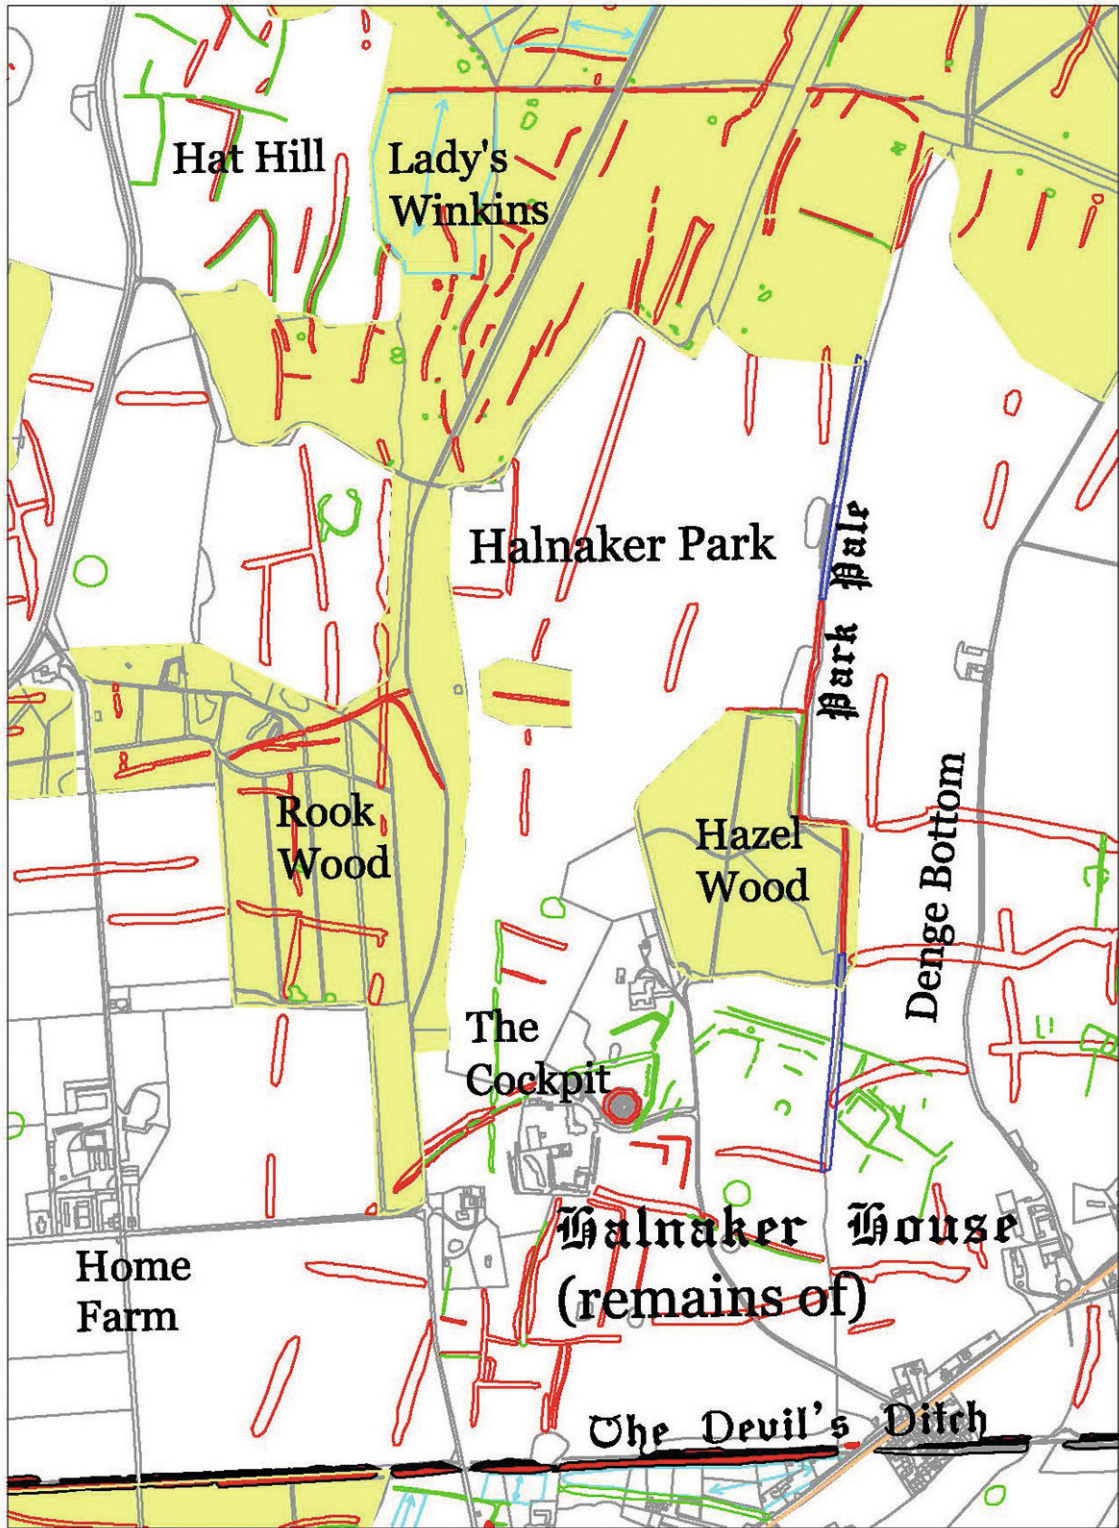 Hat Hill
Lady's
Winkins
Halnaker Park
Park Pale
Rook
Wood
Hazel
Wood
Denge Bottom
The
Cockpit
Halnaker House
(remains of)
Home
Farm
The Devil's Ditch